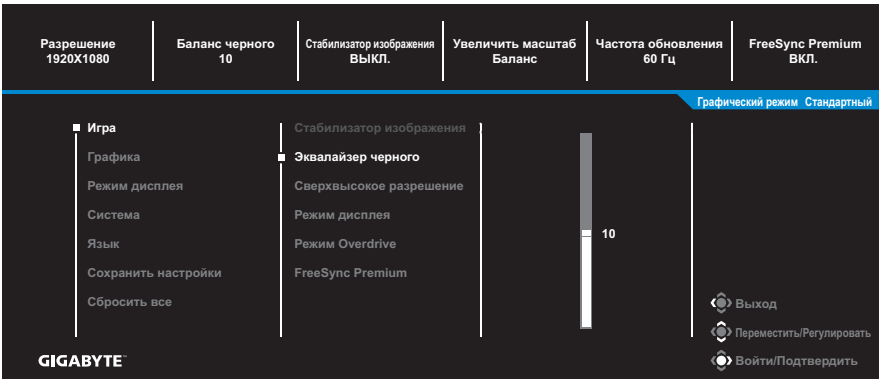 Разрешение
1920X1080
Баланс черного
10
Стабилизатор изображения
ВЫКЛ.
Увеличить масштаб
Баланс
Частота обновления
60 Гц
FreeSync Premium
ВКЛ.
Графический режим Стандартный
Игра
Графика
Режим дисплея
Система
Язык
Сохранить настройки
Сбросить все
Стабилизатор изображения
Эквалайзер черного
Сверхвысокое разрешение
Режим дисплея
Режим Overdrive
FreeSync Premium
10
Выход
Переместить/Регулировать
Войти/Подтвердить
GIGABYTE™